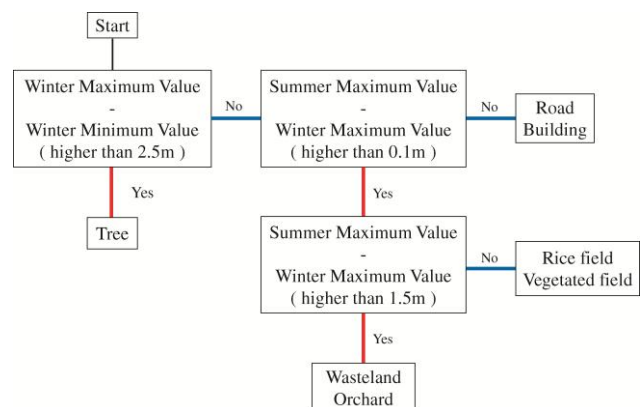 Start
Winter Maximum Value
-
Winter Minimum Value
( higher than 2.5m )
No
Summer Maximum Value
-
Winter Maximum Value
( higher than 0.1m )
No
Road
Building
Yes
Tree
Yes
Summer Maximum Value
-
Winter Maximum Value
( higher than 1.5m )
No
Rice field
Vegetated field
Yes
Wasteland
Orchard